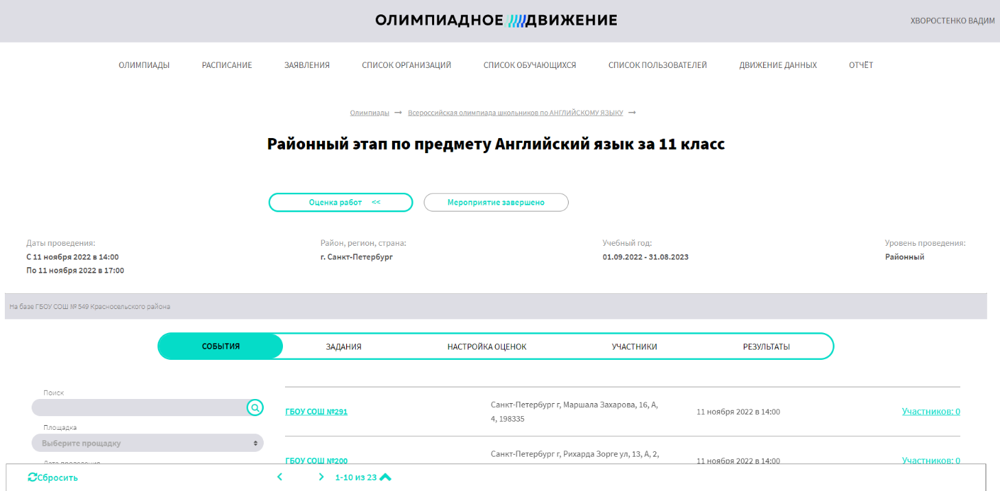 ОЛИМПИАДНОЕ ДВИЖЕНИЕ
ХВОРОСТЕНКО ВАДИМ
ОЛИМПИАДЫ РАСПИСАНИЕ ЗАЯВЛЕНИЯ СПИСОК ОРГАНИЗАЦИЙ СПИСОК ОБУЧАЮЩИХСЯ СПИСОК ПОЛЬЗОВАТЕЛЕЙ ДВИЖЕНИЕ ДАННЫХ ОТЧЁТ
Олимпиады → Всероссийская олимпиада школьников по АНГЛИЙСКОМУ ЯЗЫКУ →
Районный этап по предмету Английский язык за 11 класс
Оценка работ << Мероприятие завершено
Даты проведения: Район, регион, страна: Учебный год: Уровень проведения:
С 11 ноября 2022 в 14:00 г. Санкт-Петербург 01.09.2022 - 31.08.2023 Районный
По 11 ноября 2022 в 17:00
На базе ГБОУ СОШ № 549 Красносельского района
СОБЫТИЯ ЗАДАНИЯ НАСТРОЙКА ОЦЕНОК УЧАСТНИКИ РЕЗУЛЬТАТЫ
Поиск
Площадка
Выберите прощадку
Дата проведения
ГБОУ СОШ №291 Санкт-Петербург г, Маршала Захарова, 16, А, 11 ноября 2022 в 14:00 Участников: 0
4, 198335
ГБОУ СОШ №200 Санкт-Петербург г, Рихарда Зорге ул, 13, А, 2, 11 ноября 2022 в 14:00 Участников: 0
Сбросить < > 1-10 из 23